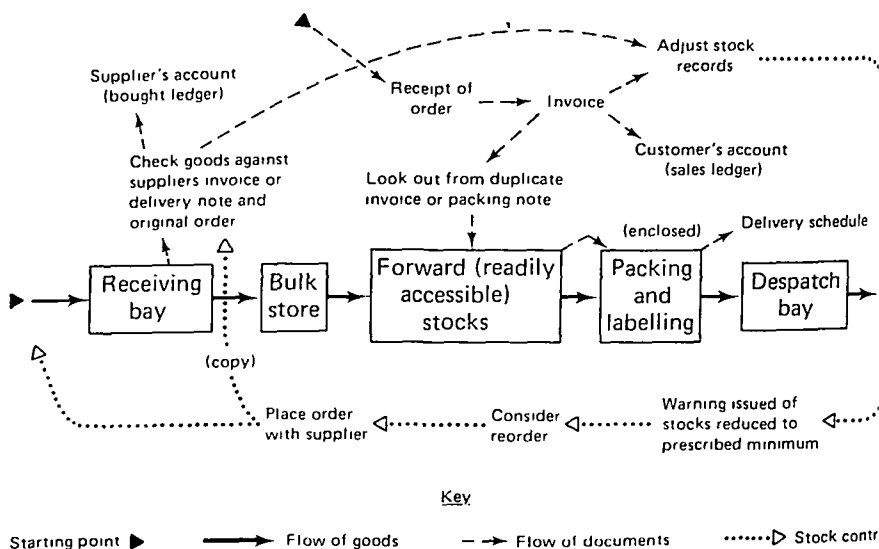 Supplier's account
(bought ledger)
Adjust stock
records
Receipt of
order
Invoice
Check goods against
suppliers invoice or
delivery note and
original order
Customer's account
(sales ledger)
Look out from duplicate
invoice or packing note
(enclosed)
Delivery schedule
Receiving
bay
Bulk
store
Forward (readily
accessible)
stocks
Packing
and
labelling
Despatch
bay
(copy)
Place order
with supplier
Consider
reorder
Warning issued of
stocks reduced to
prescribed minimum
Key
Starting point
Flow of goods
Flow of documents
Stock contr